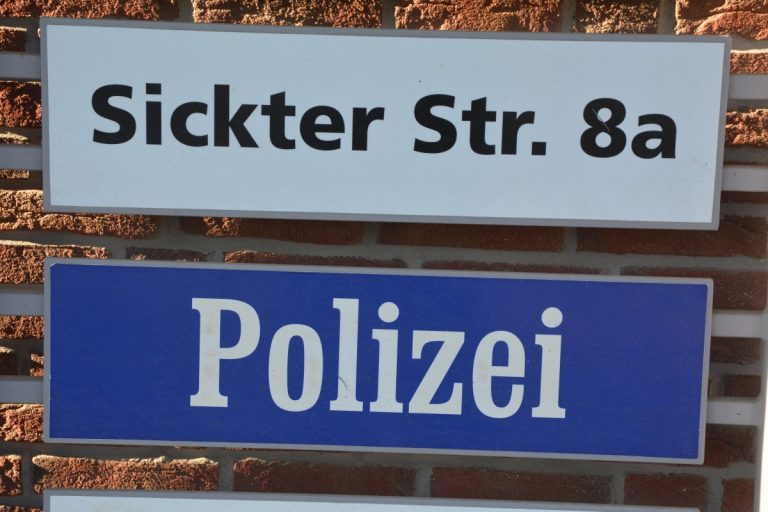 Sickter Str. 8a
Polizei